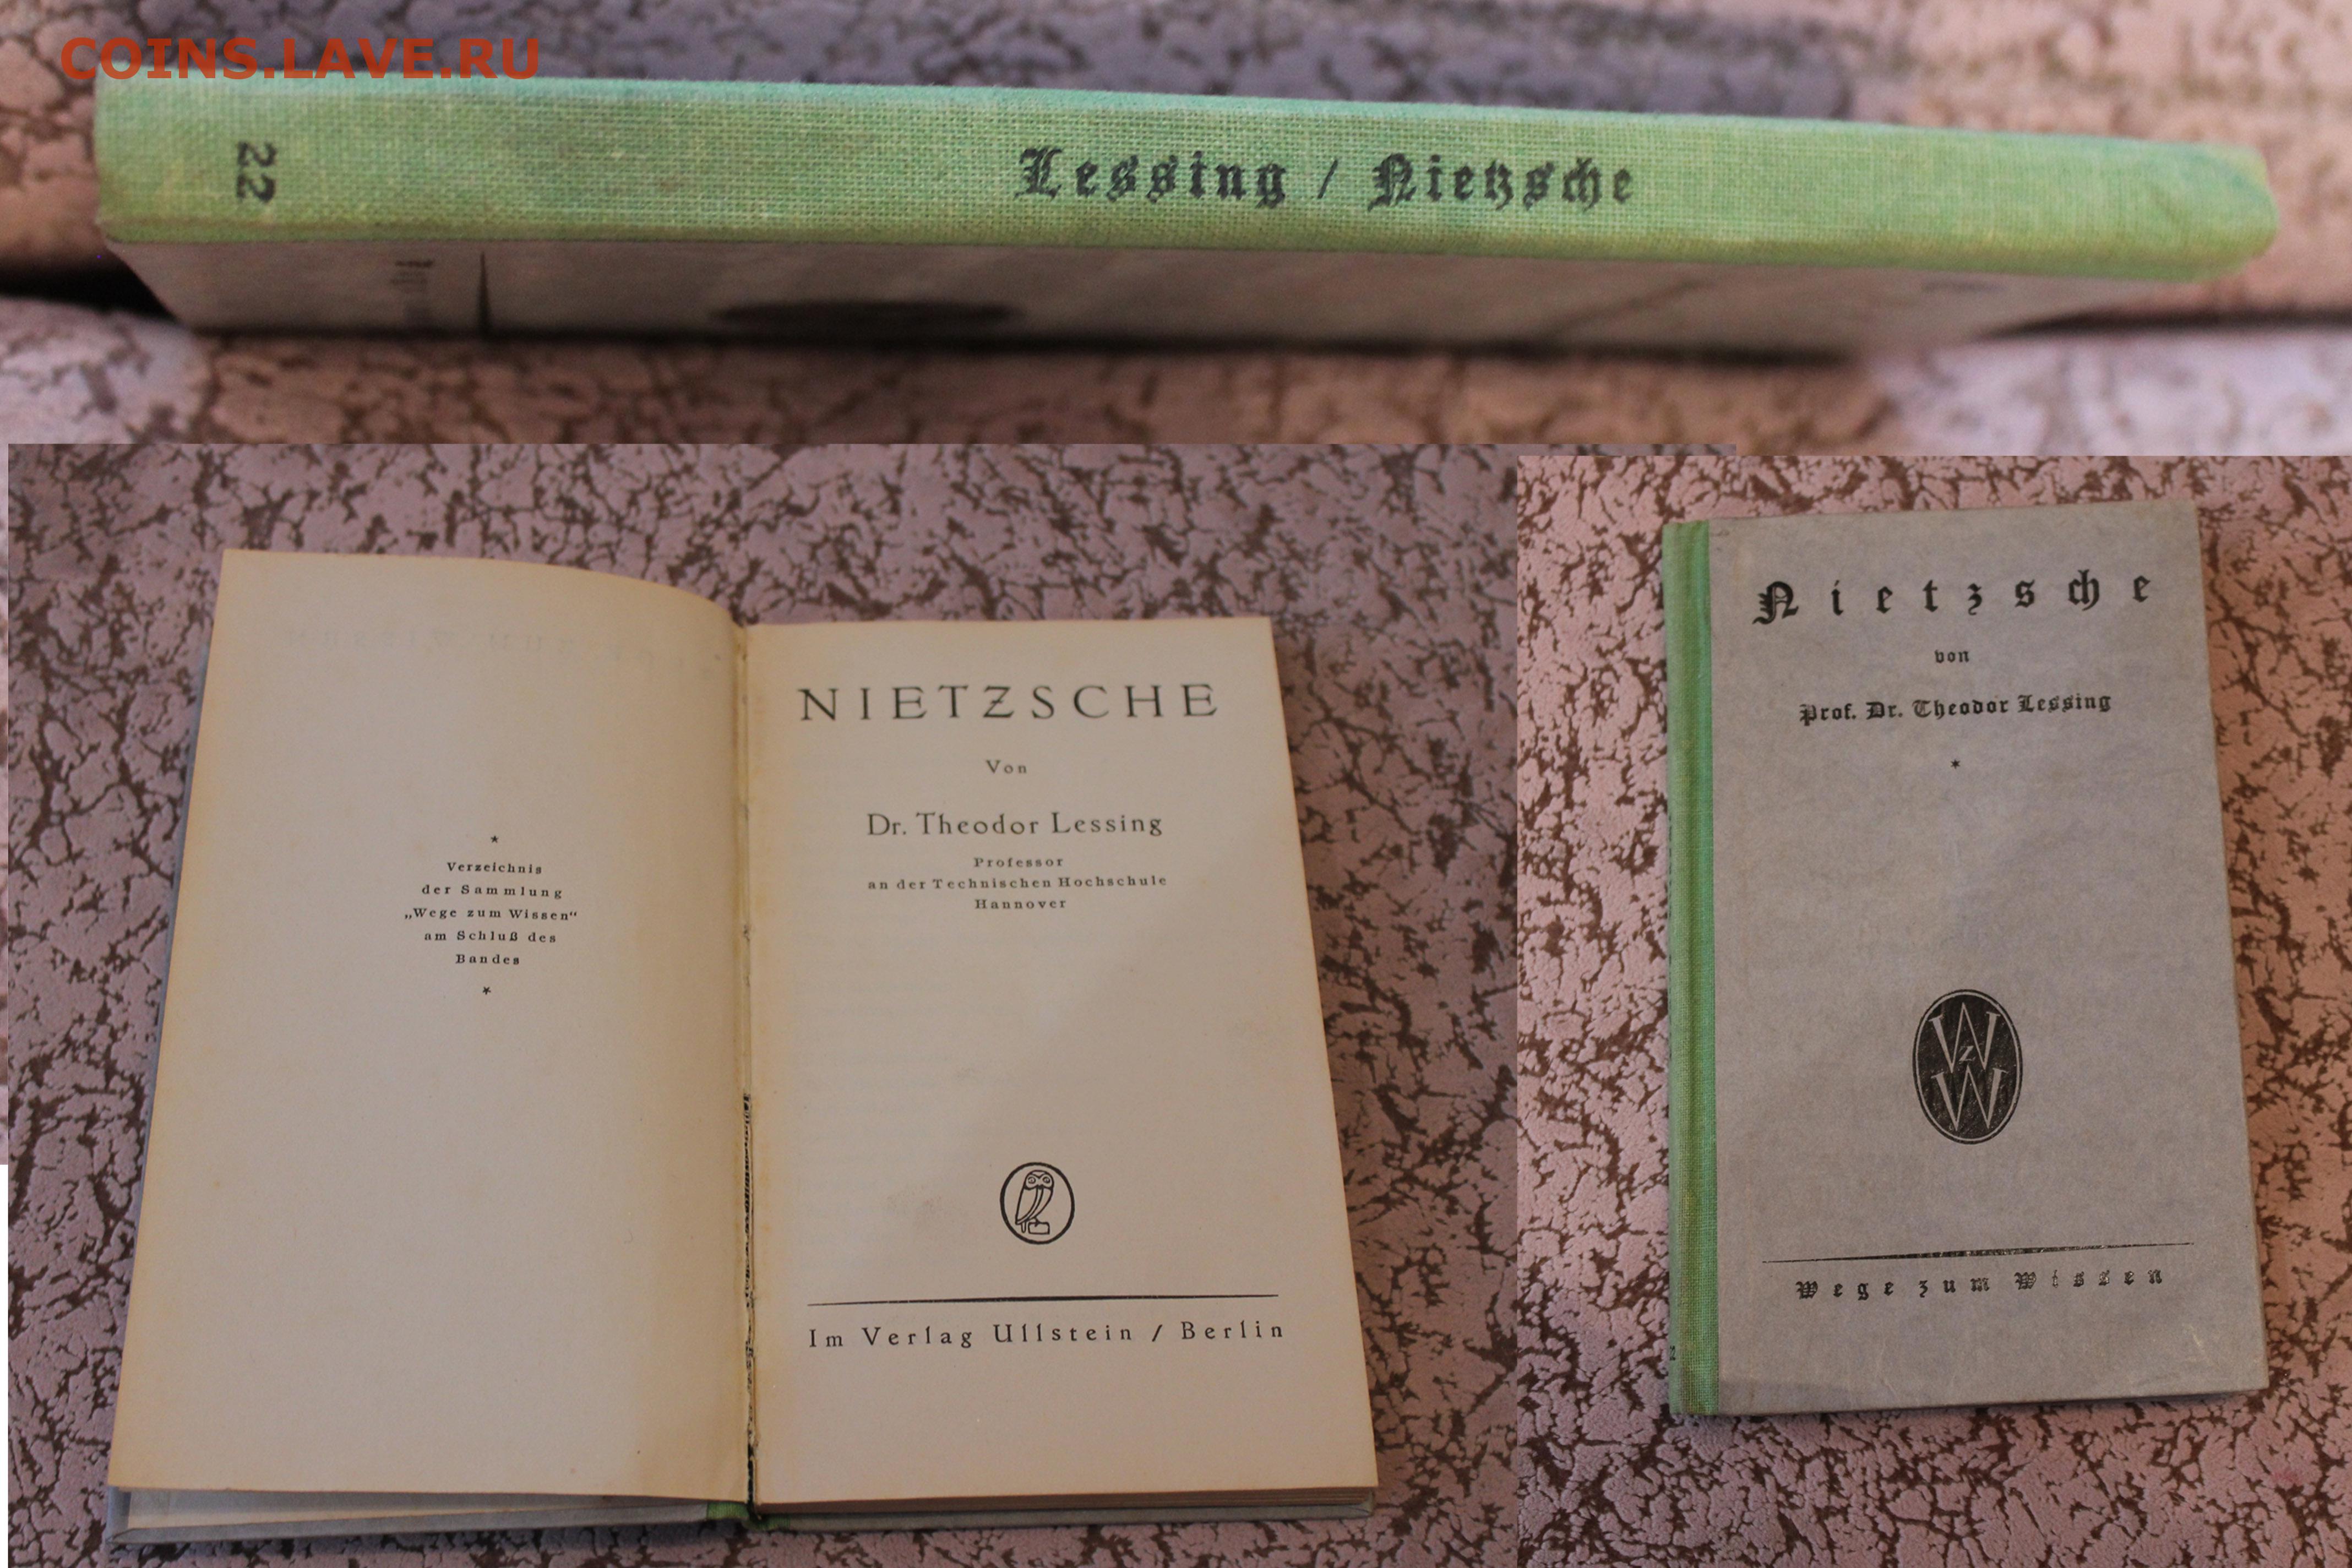 COINS.LAVE.RU
22
Lessing / Nietzsche
*
Verzeichnis
der Sammlung
„Wege zum Wissen“
am Schluß des
Bandes
*
NIETZSCHE
Von
Dr. Theodor Lessing
Professor
an der Technischen Hochschule
Hannover
Im Verlag Ullstein / Berlin
Nietzsche
von
Prof. Dr. Theodor Lessing
*
W
z
W
Wege zum Wissen